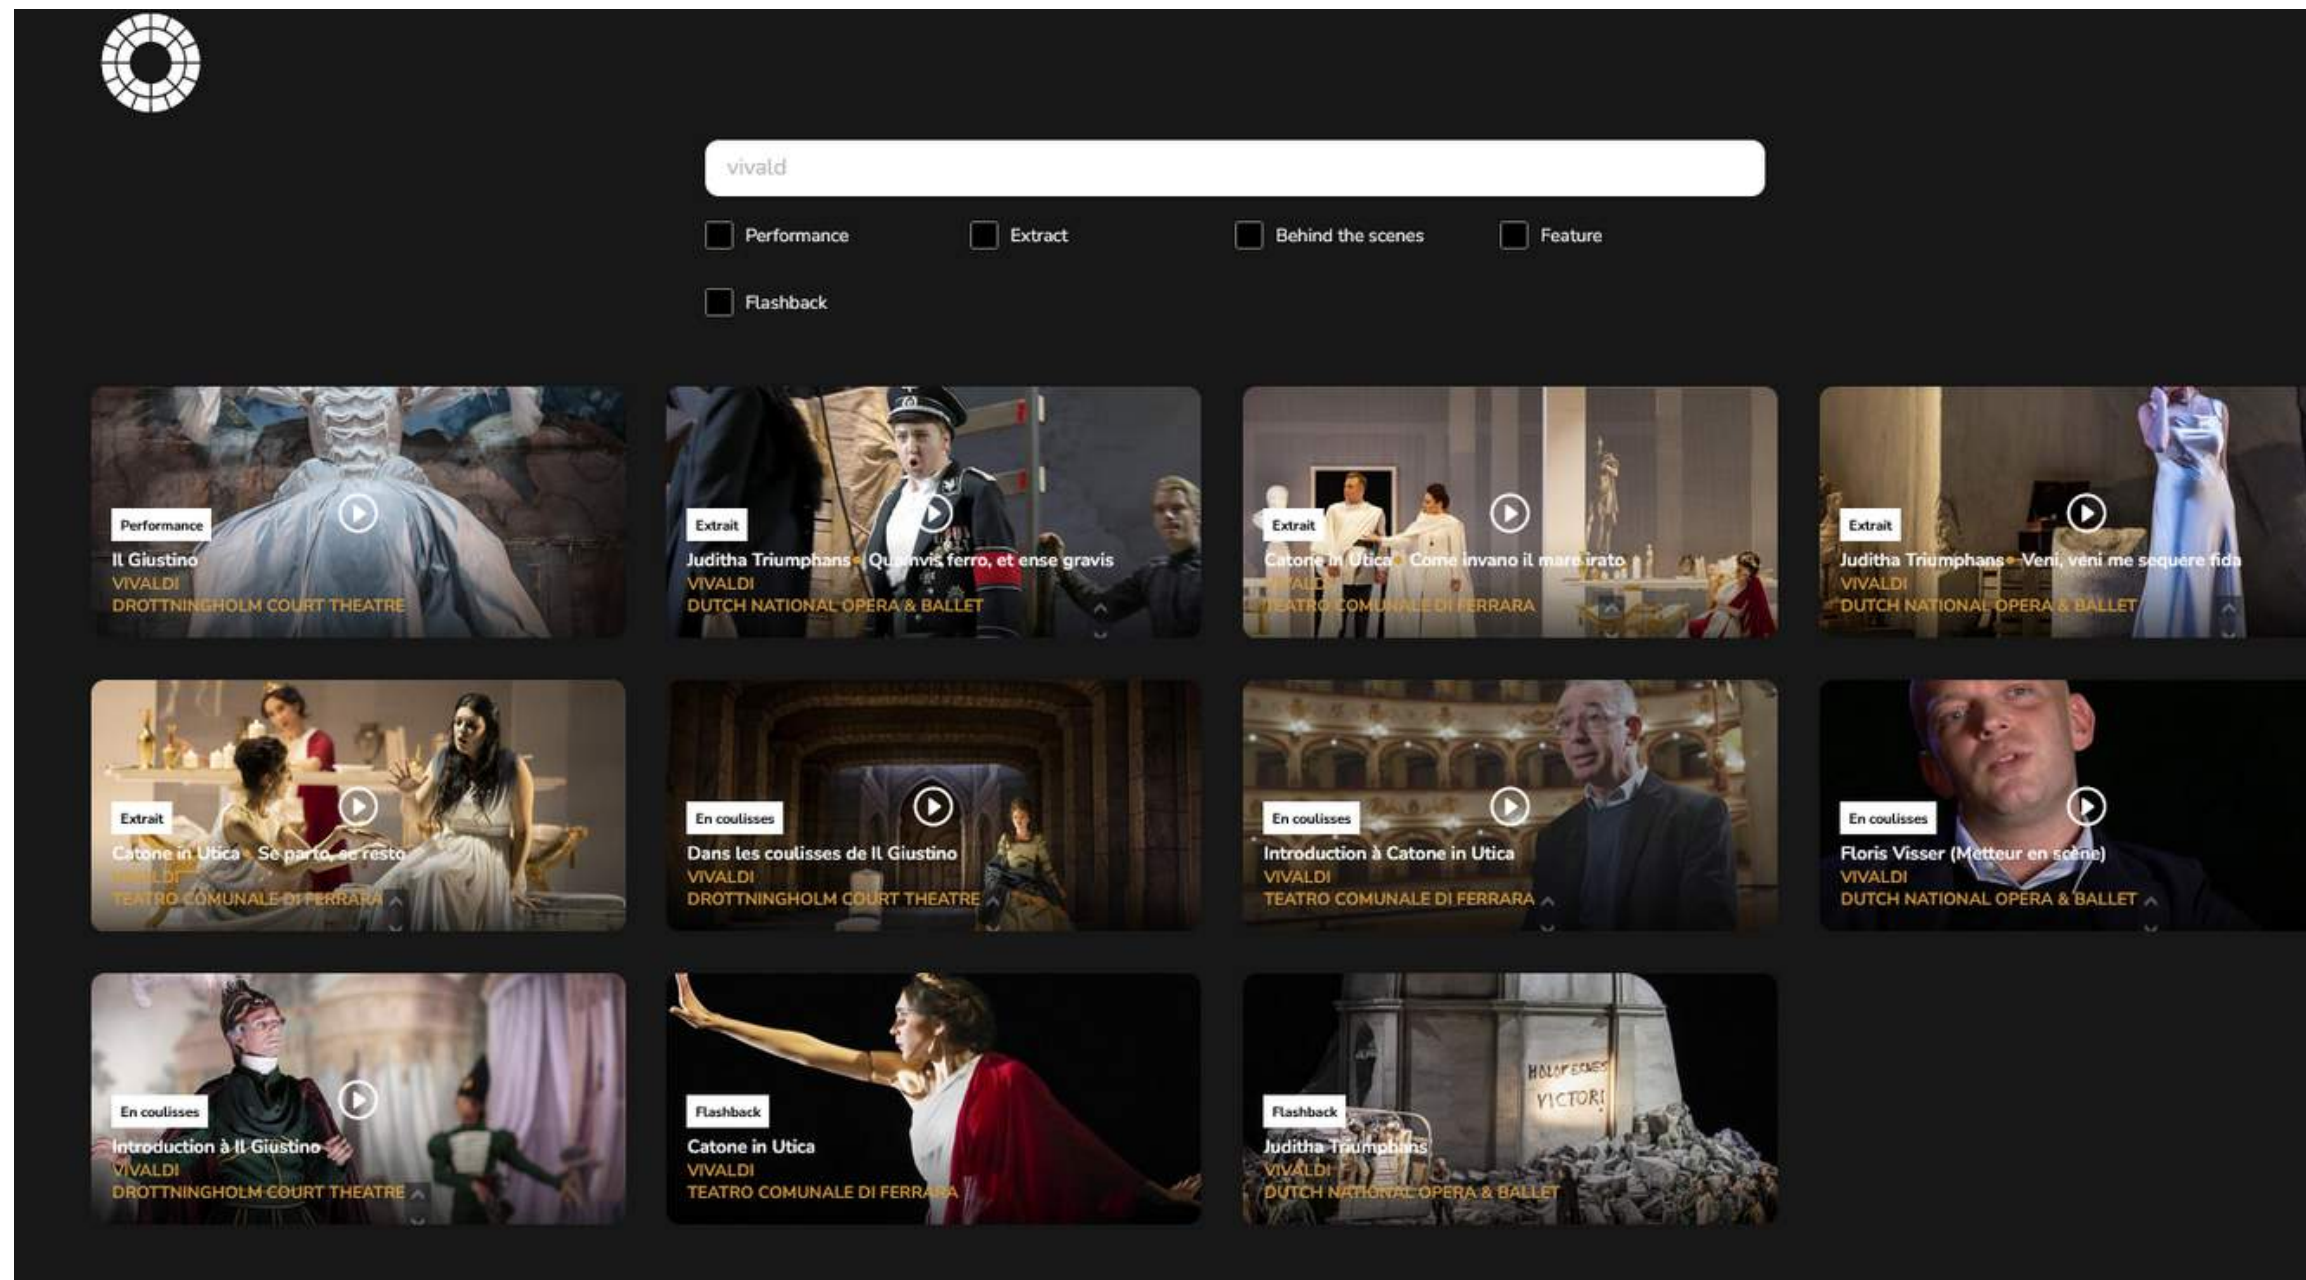 vivald
Performance
Extract
Behind the scenes
Feature
Flashback
Performance
Il Giustino
VIVALDI
DROTTNINGHOLM COURT THEATRE
Extrait
Juditha Triumphans • Quamvis ferro, et ense gravis
VIVALDI
DUTCH NATIONAL OPERA & BALLET
Extrait
Catone in Utica • Come invano il mare irato
VIVALDI
TEATRO COMUNALE DI FERRARA
Extrait
Juditha Triumphans • Veni, veni me sequere fida
VIVALDI
DUTCH NATIONAL OPERA & BALLET
Extrait
Catone in Utica • Se parto, se resto
VIVALDI
TEATRO COMUNALE DI FERRARA
En coulisses
Dans les coulisses de Il Giustino
VIVALDI
DROTTNINGHOLM COURT THEATRE
En coulisses
Introduction à Catone in Utica
VIVALDI
TEATRO COMUNALE DI FERRARA
En coulisses
Floris Visser (Metteur en scène)
VIVALDI
DUTCH NATIONAL OPERA & BALLET
En coulisses
Introduction à Il Giustino
VIVALDI
DROTTNINGHOLM COURT THEATRE
Flashback
Catone in Utica
VIVALDI
TEATRO COMUNALE DI FERRARA
HOLOFERNES
VICTOR!
Flashback
Juditha Triumphans
VIVALDI
DUTCH NATIONAL OPERA & BALLET